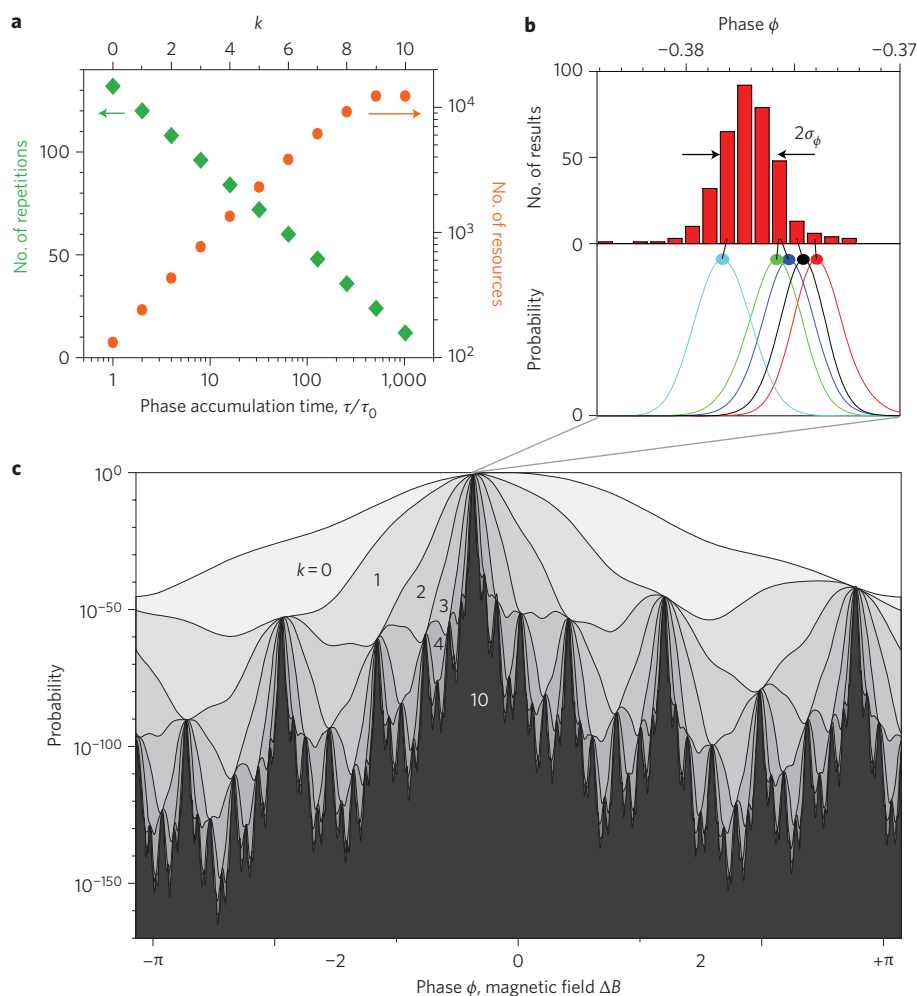 a
k
0 2 4 6 8 10
No. of repetitions
100
50
0
No. of resources
10⁴
10³
10²
1 10 100 1,000
Phase accumulation time, τ/τ₀
b
Phase ϕ
−0.38 −0.37
No. of results
100
50
0
2σϕ
Probability
0
c
Probability
10⁰
10⁻⁵⁰
10⁻¹⁰⁰
10⁻¹⁵⁰
k = 0
1
2
3
4
10
−π −2 0 2 +π
Phase ϕ, magnetic field ΔB